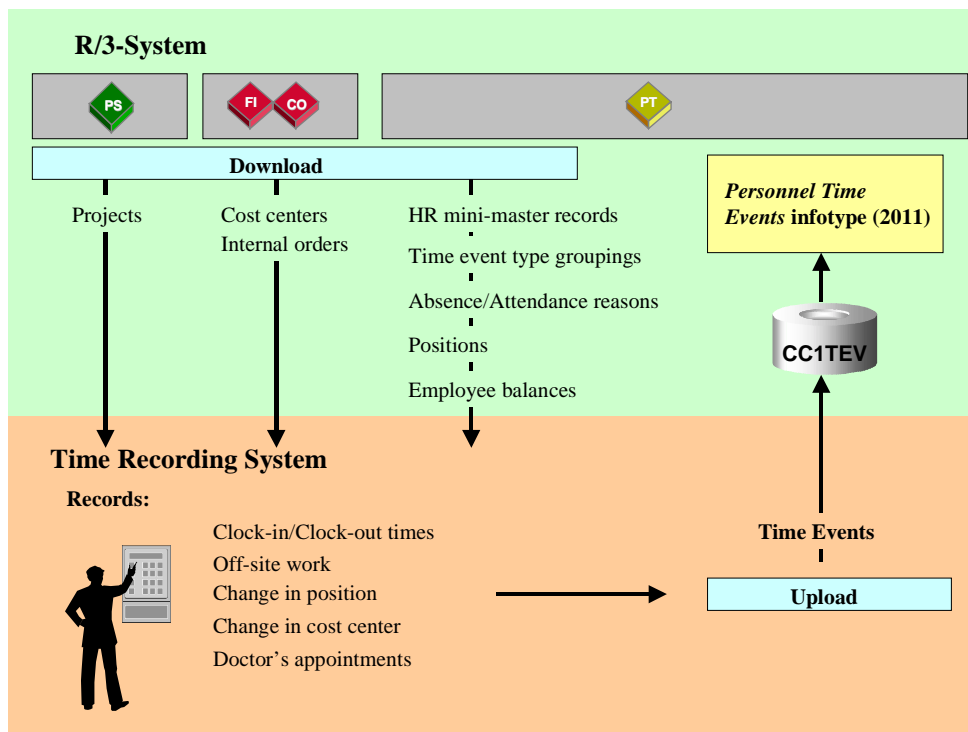 R/3-System
PS
FI
CO
PT
Download
Projects
Cost centers
Internal orders
HR mini-master records
Time event type groupings
Absence/Attendance reasons
Positions
Employee balances
Personnel Time
Events infotype (2011)
CC1TEV
Time Recording System
Records:
Clock-in/Clock-out times
Off-site work
Change in position
Change in cost center
Doctor's appointments
Time Events
Upload